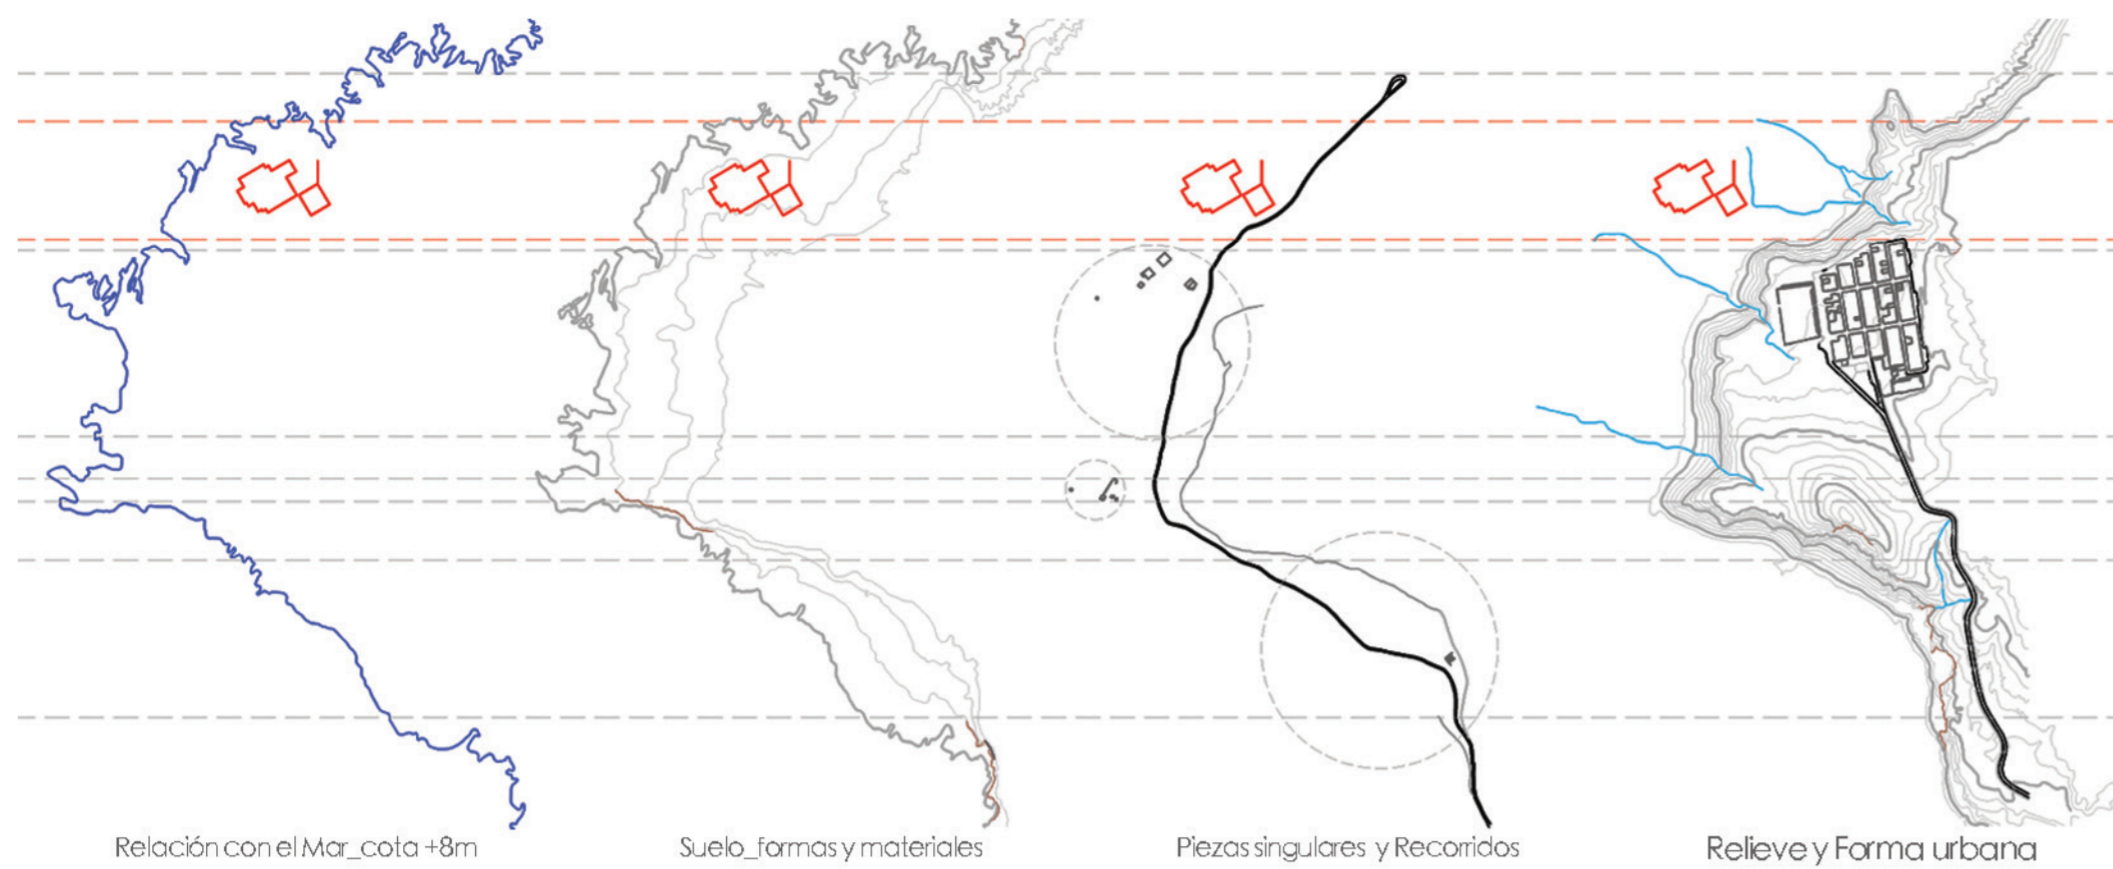 Relación con el Mar_cota +8m
Suelo_formas y materiales
Piezas singulares y Recorridos
Relieve y Forma urbana